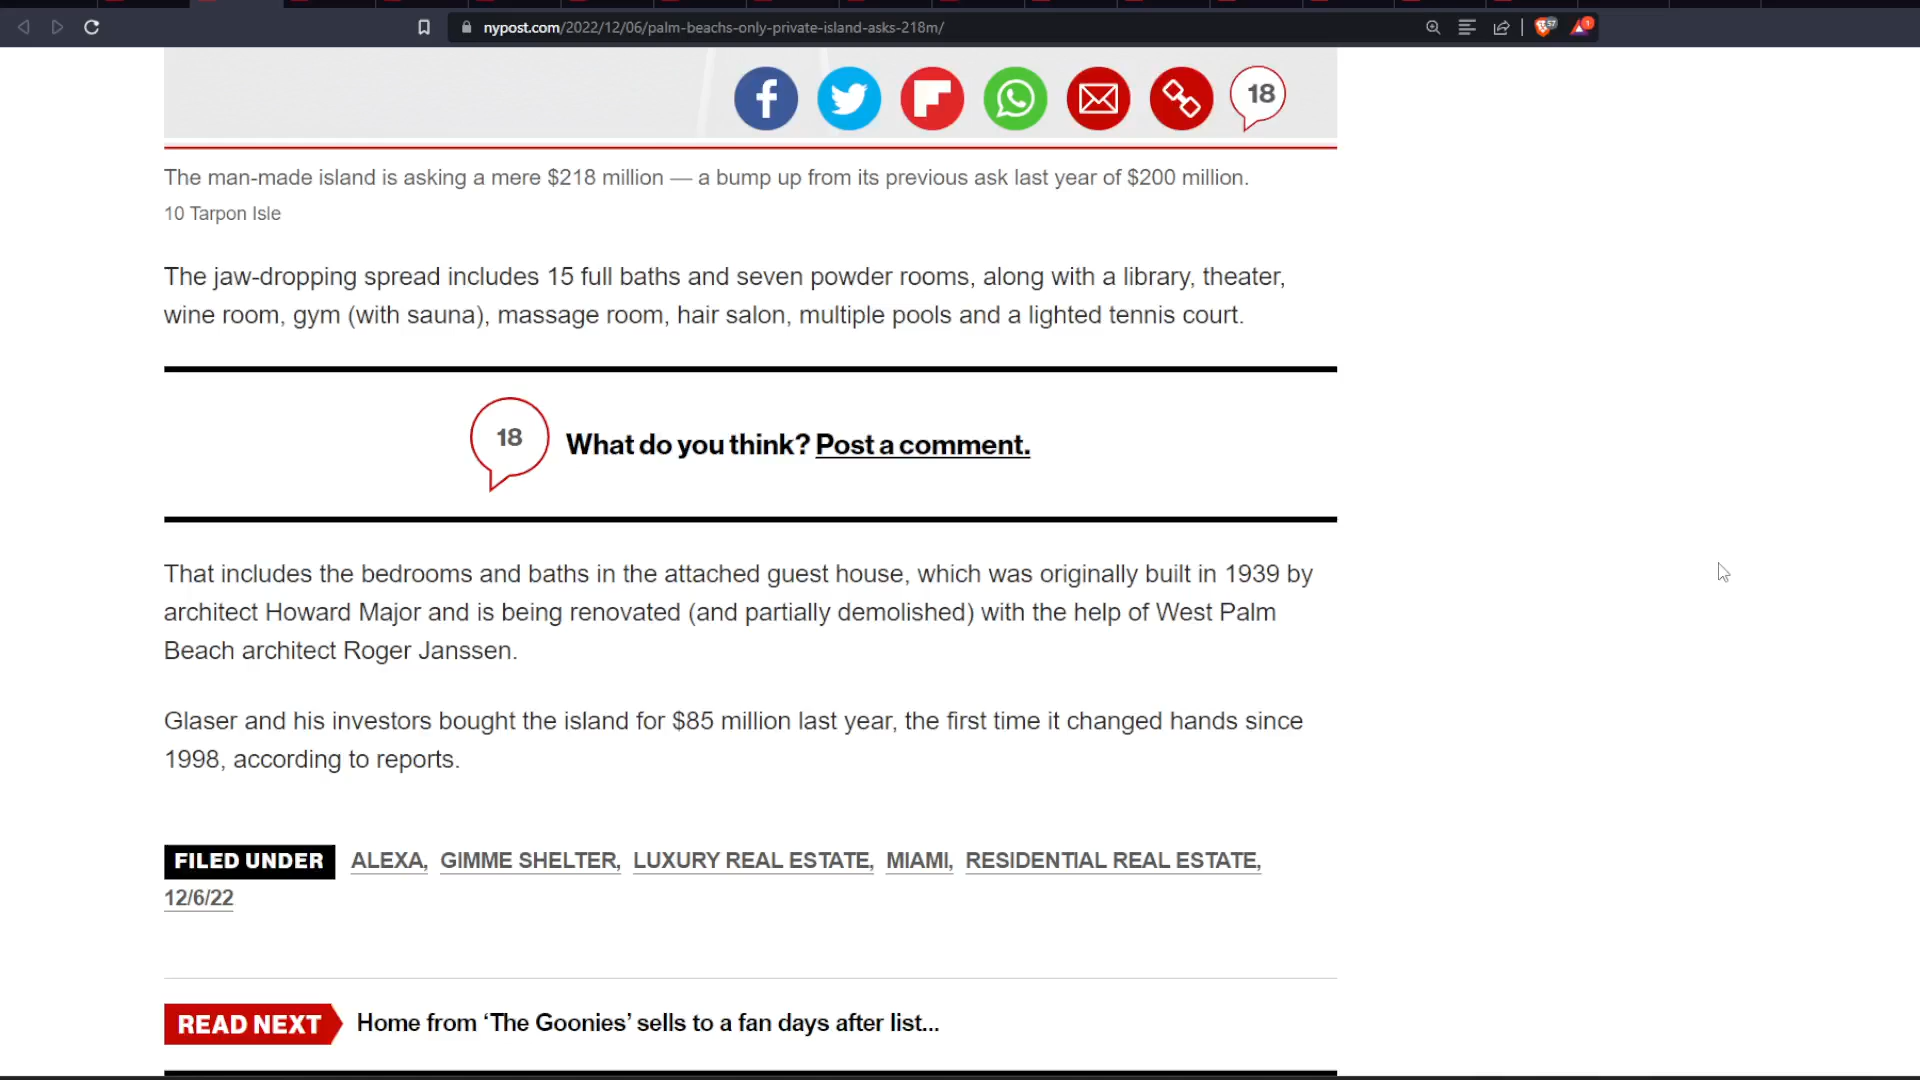 nypost.com/2022/12/06/palm-beachs-only-private-island-asks-218m/
57
1
18
The man-made island is asking a mere $218 million — a bump up from its previous ask last year of $200 million.
10 Tarpon Isle
The jaw-dropping spread includes 15 full baths and seven powder rooms, along with a library, theater,
wine room, gym (with sauna), massage room, hair salon, multiple pools and a lighted tennis court.
18
What do you think? Post a comment.
That includes the bedrooms and baths in the attached guest house, which was originally built in 1939 by
architect Howard Major and is being renovated (and partially demolished) with the help of West Palm
Beach architect Roger Janssen.
Glaser and his investors bought the island for $85 million last year, the first time it changed hands since
1998, according to reports.
FILED UNDER ALEXA, GIMME SHELTER, LUXURY REAL ESTATE, MIAMI, RESIDENTIAL REAL ESTATE,
12/6/22
READ NEXT Home from ‘The Goonies’ sells to a fan days after list...